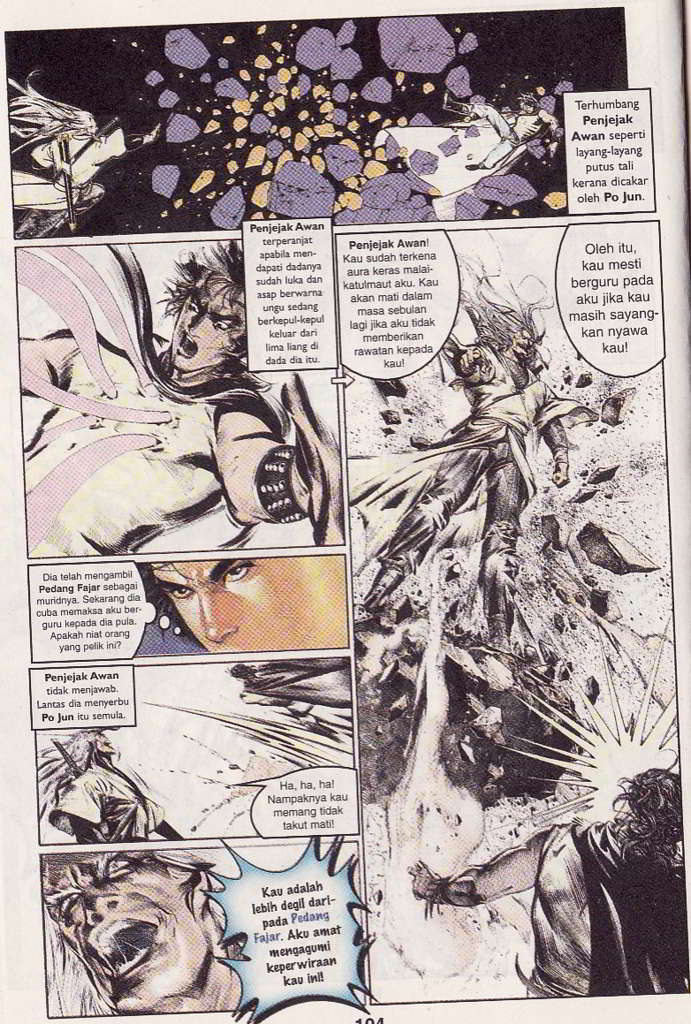 Terhumbang
Penjejak
Awan seperti
layang-layang
putus tali
kerana dicakar
oleh Po Jun.
Penjejak Awan
terperanjat
apabila men-
dapati dadanya
sudah luka dan
asap berwarna
ungu sedang
berkepul-kepul
keluar dari
lima liang di
dada dia itu.
Penjejak Awan!
Kau sudah terkena
aura keras malai-
katulmaut aku. Kau
akan mati dalam
masa sebulan
lagi jika aku tidak
memberikan
rawatan kepada
kau!
Oleh itu,
kau mesti
berguru pada
aku jika kau
masih sayang-
kan nyawa
kau!
Dia telah mengambil
Pedang Fajar sebagai
muridnya. Sekarang dia
cuba memaksa aku ber-
guru kepada dia pula.
Apakah niat orang
yang pelik ini?
Penjejak Awan
tidak menjawab.
Lantas dia menyerbu
Po Jun itu semula.
Ha, ha, ha!
Nampaknya kau
memang tidak
takut mati!
Kau adalah
lebih degil dari-
pada Pedang
Fajar. Aku amat
mengagumi
keperwiraan
kau ini!
104